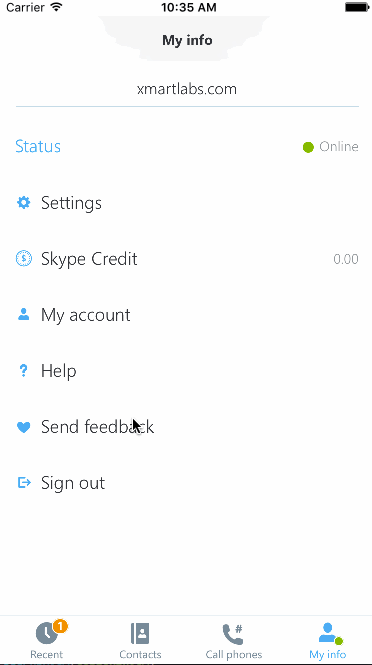 Carrier 10:35 AM
My info
xmartlabs.com
Status Online
Settings
$ Skype Credit 0.00
My account
? Help
Send feedback
Sign out
1
#
Recent Contacts Call phones My info